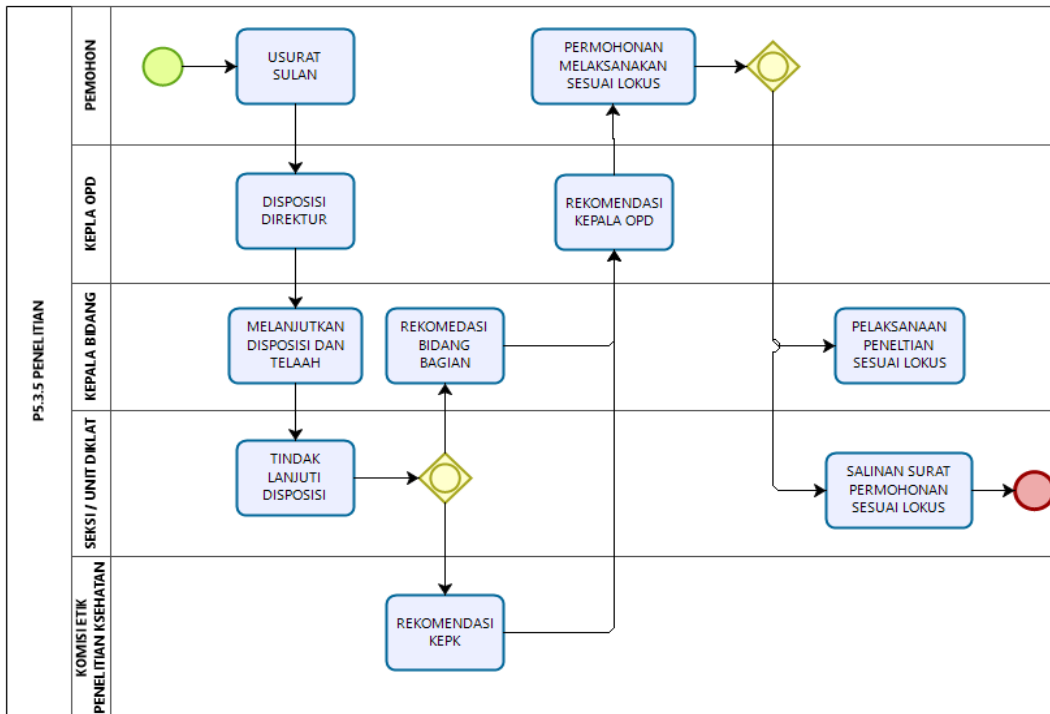 P5.3.5 PENELITIAN
PEMOHON
USURAT
SULAN
PERMOHONAN
MELAKSANAKAN
SESUAI LOKUS
KEPLA OPD
DISPOSISI
DIREKTUR
REKOMENDASI
KEPALA OPD
KEPALA BIDANG
MELANJUTKAN
DISPOSISI DAN
TELAAH
REKOMEDASI
BIDANG
BAGIAN
PELAKSANAAN
PENELTIAN
SESUAI LOKUS
SEKSI / UNIT DIKLAT
TINDAK
LANJUTI
DISPOSISI
SALINAN SURAT
PERMOHONAN
SESUAI LOKUS
KOMISI ETIK
PENELITIAN KSEHATAN
REKOMENDASI
KEPK